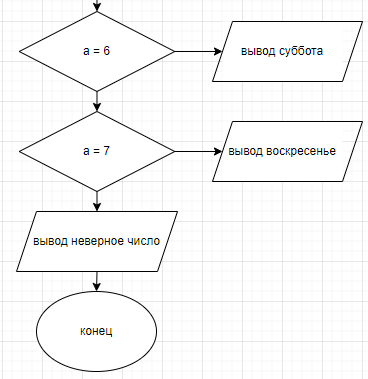 а = 6
вывод суббота
а = 7
вывод воскресенье
вывод неверное число
конец